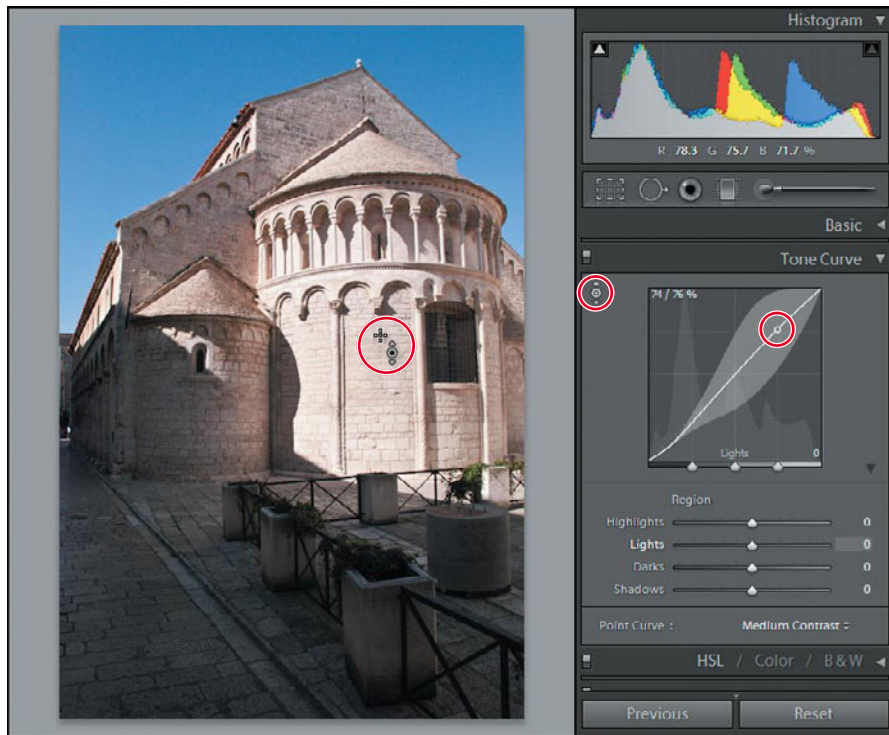 Histogram
R 78.3 G 75.7 B 71.7 %
Basic
Tone Curve
74 / 76 %
Lights 0
Region
Highlights 0
Lights 0
Darks 0
Shadows 0
Point Curve : Medium Contrast
HSL / Color / B & W
Previous Reset